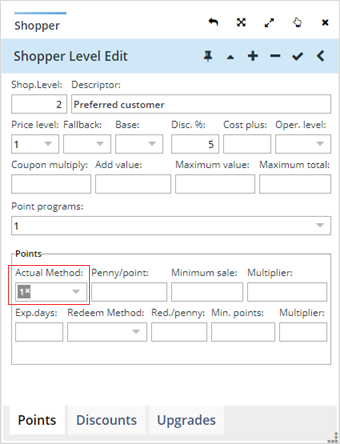 Shopper
Shopper Level Edit
Shop.Level: Descriptor:
2 Preferred customer
Price level: Fallback: Base: Disc. %: Cost plus: Oper. level:
1 5
Coupon multiply: Add value: Maximum value: Maximum total:
Point programs:
1
Points
Actual Method: Penny/point: Minimum sale: Multiplier:
Exp.days: Redeem Method: Red./penny: Min. points: Multiplier:
Points Discounts Upgrades